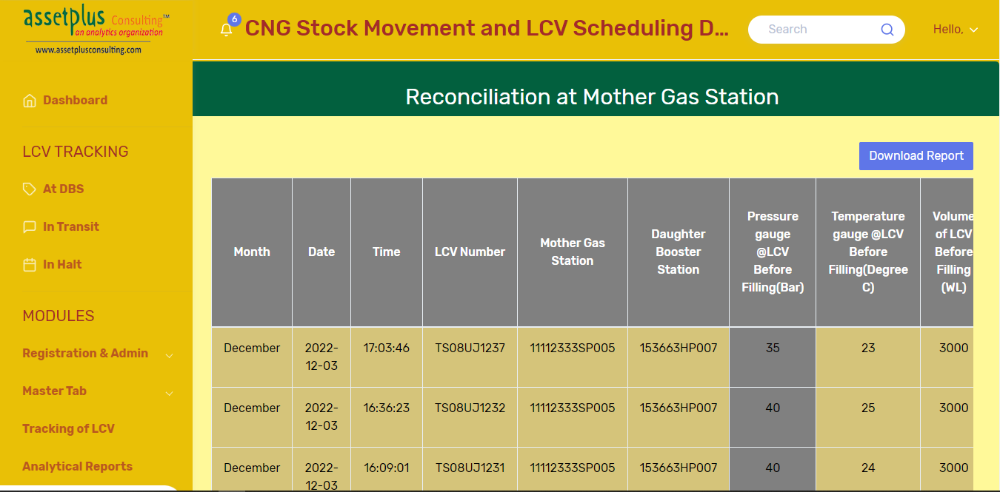 assetplus Consulting™
an analytics organization
www.assetplusconsulting.com
Dashboard
LCV TRACKING
At DBS
In Transit
In Halt
MODULES
Registration & Admin
Master Tab
Tracking of LCV
Analytical Reports
6
CNG Stock Movement and LCV Scheduling D...
Search
Hello,
Reconciliation at Mother Gas Station
Download Report
Month
Date
Time
LCV Number
Mother Gas
Station
Daughter
Booster
Station
Pressure
gauge
@LCV
Before
Filling(Bar)
Temperature
gauge @LCV
Before
Filling(Degree
C)
Volume
of LCV
Before
Filling
(WL)
December 2022- 17:03:46 TS08UJ1237 11112333SP005 153663HP007 35 23 3000
12-03
December 2022- 16:36:23 TS08UJ1232 11112333SP005 153663HP007 40 25 3000
12-03
December 2022- 16:09:01 TS08UJ1231 11112333SP005 153663HP007 40 24 3000
12-03